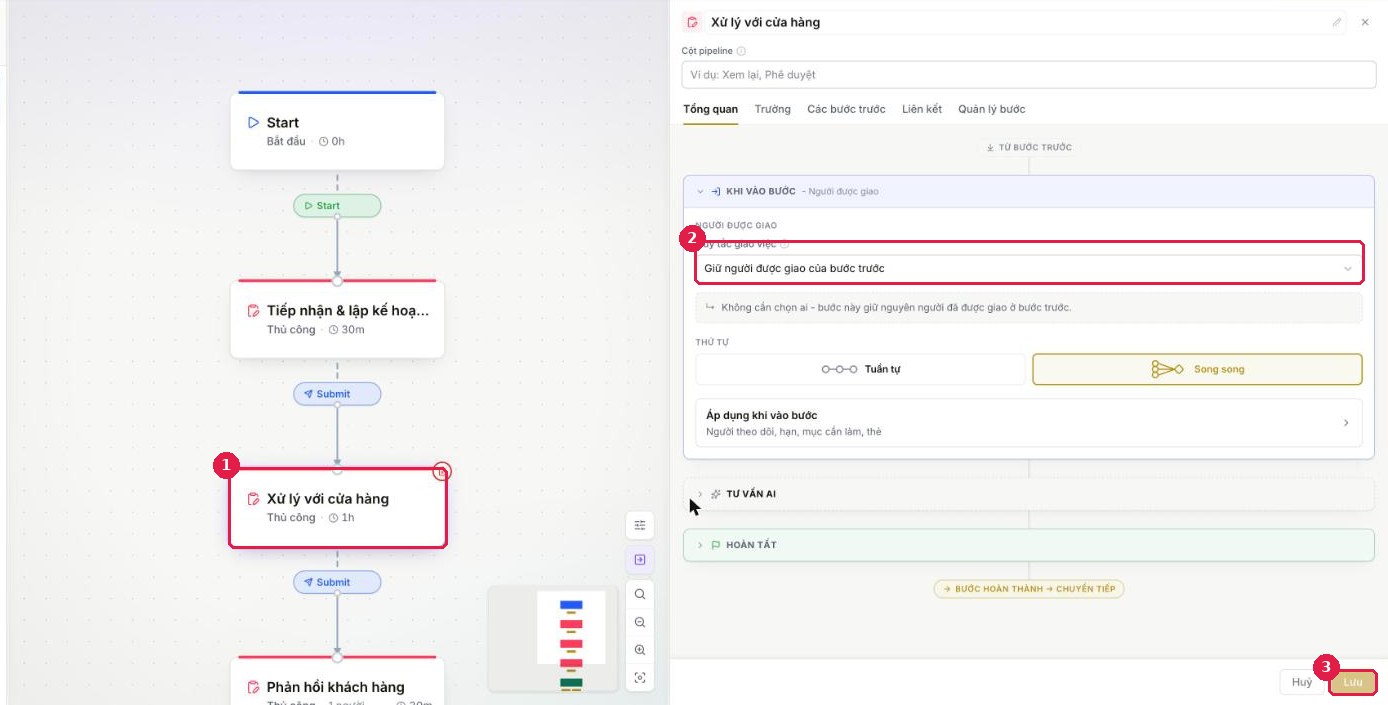 Start
Bắt đầu · 0h
Start
Tiếp nhận & lập kế hoạ...
Thủ công · 30m
Submit
1
Xử lý với cửa hàng
Thủ công · 1h
Submit
Phản hồi khách hàng
Thủ công · 1 người · 30m
Xử lý với cửa hàng
Cột pipeline
Ví dụ: Xem lại, Phê duyệt
Tổng quan
Trường
Các bước trước
Liên kết
Quản lý bước
TỪ BƯỚC TRƯỚC
KHI VÀO BƯỚC - Người được giao
NGƯỜI ĐƯỢC GIAO
2
tắc giao việc
Giữ người được giao của bước trước
Không cần chọn ai - bước này giữ nguyên người đã được giao ở bước trước.
THỨ TỰ
Tuần tự
Song song
Áp dụng khi vào bước
Người theo dõi, hạn, mục cần làm, thẻ
TƯ VẤN AI
HOÀN TẤT
→ BƯỚC HOÀN THÀNH → CHUYỂN TIẾP
3
Huỷ
Lưu